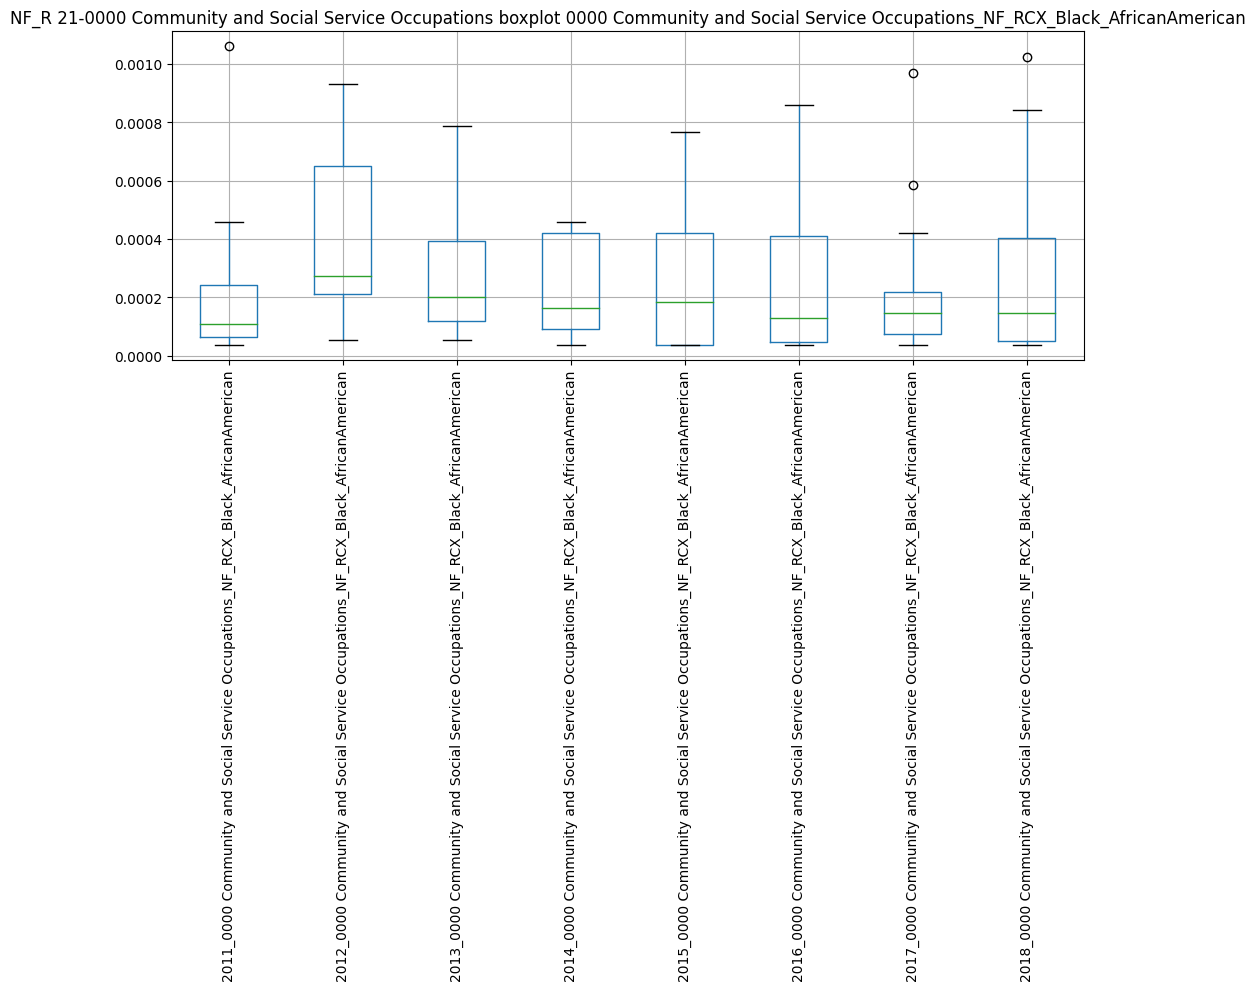 NF_R 21-0000 Community and Social Service Occupations boxplot 0000 Community and Social Service Occupations_NF_RCX_Black_AfricanAmerican
0.0010
0.0008
0.0006
0.0004
0.0002
0.0000
2011_0000 Community and Social Service Occupations_NF_RCX_Black_AfricanAmerican
2012_0000 Community and Social Service Occupations_NF_RCX_Black_AfricanAmerican
2013_0000 Community and Social Service Occupations_NF_RCX_Black_AfricanAmerican
2014_0000 Community and Social Service Occupations_NF_RCX_Black_AfricanAmerican
2015_0000 Community and Social Service Occupations_NF_RCX_Black_AfricanAmerican
2016_0000 Community and Social Service Occupations_NF_RCX_Black_AfricanAmerican
2017_0000 Community and Social Service Occupations_NF_RCX_Black_AfricanAmerican
2018_0000 Community and Social Service Occupations_NF_RCX_Black_AfricanAmerican